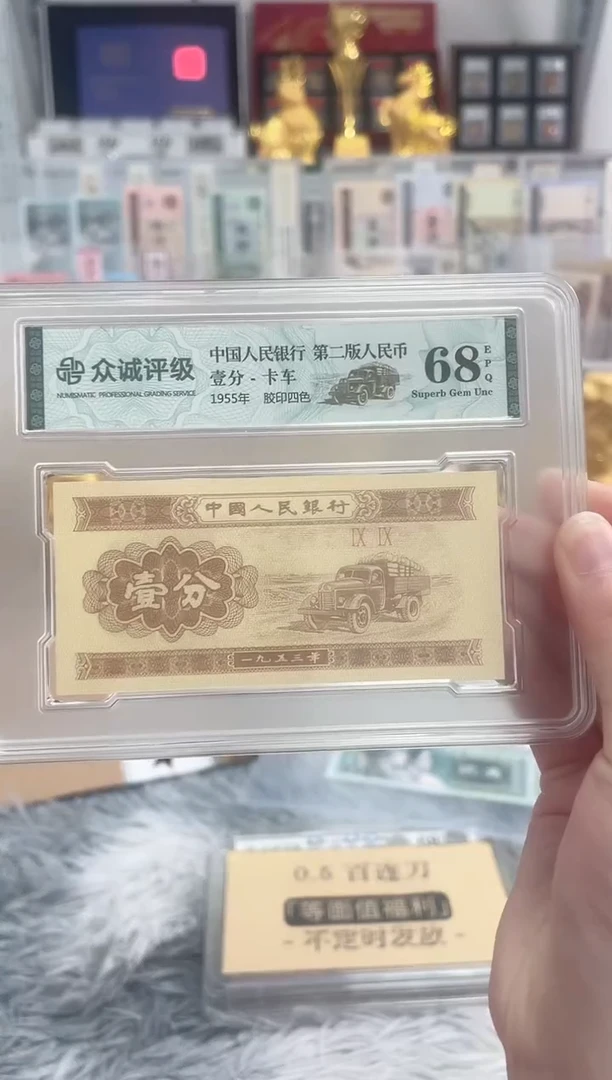 众诚评级
NUMISMATIC PROFESSIONAL GRADING SERVICE
中国人民银行 第二版人民币
壹分 - 卡车
1955年 胶印四色
68
EPQ
Superb Gem Unc
中國人民銀行
IX IX
壹分
一九五三年
0.5 百连刀
「等面值福利」
- 不定时发放 -